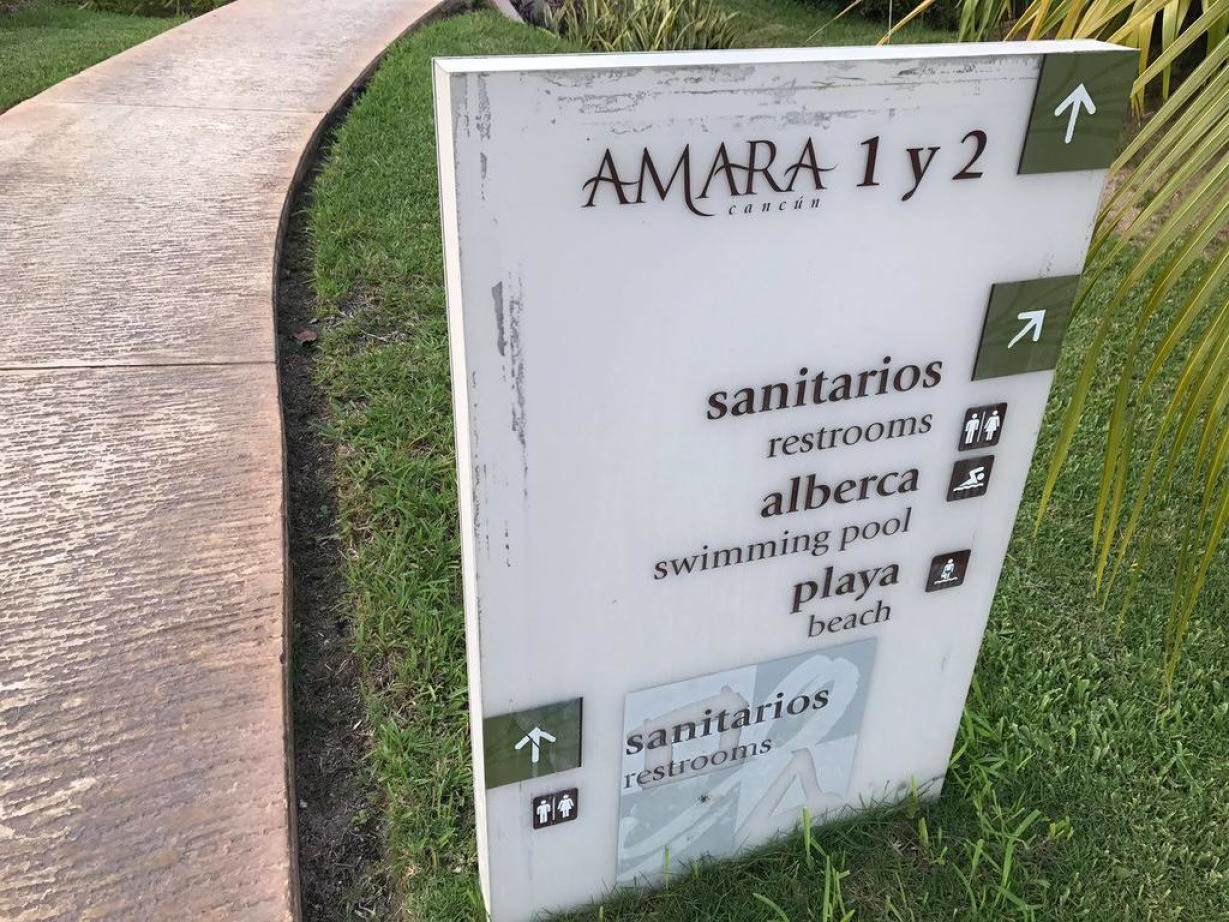 AMARA 1 y 2
cancún
sanitarios
restrooms
alberca
swimming pool
playa
beach
sanitarios
restrooms